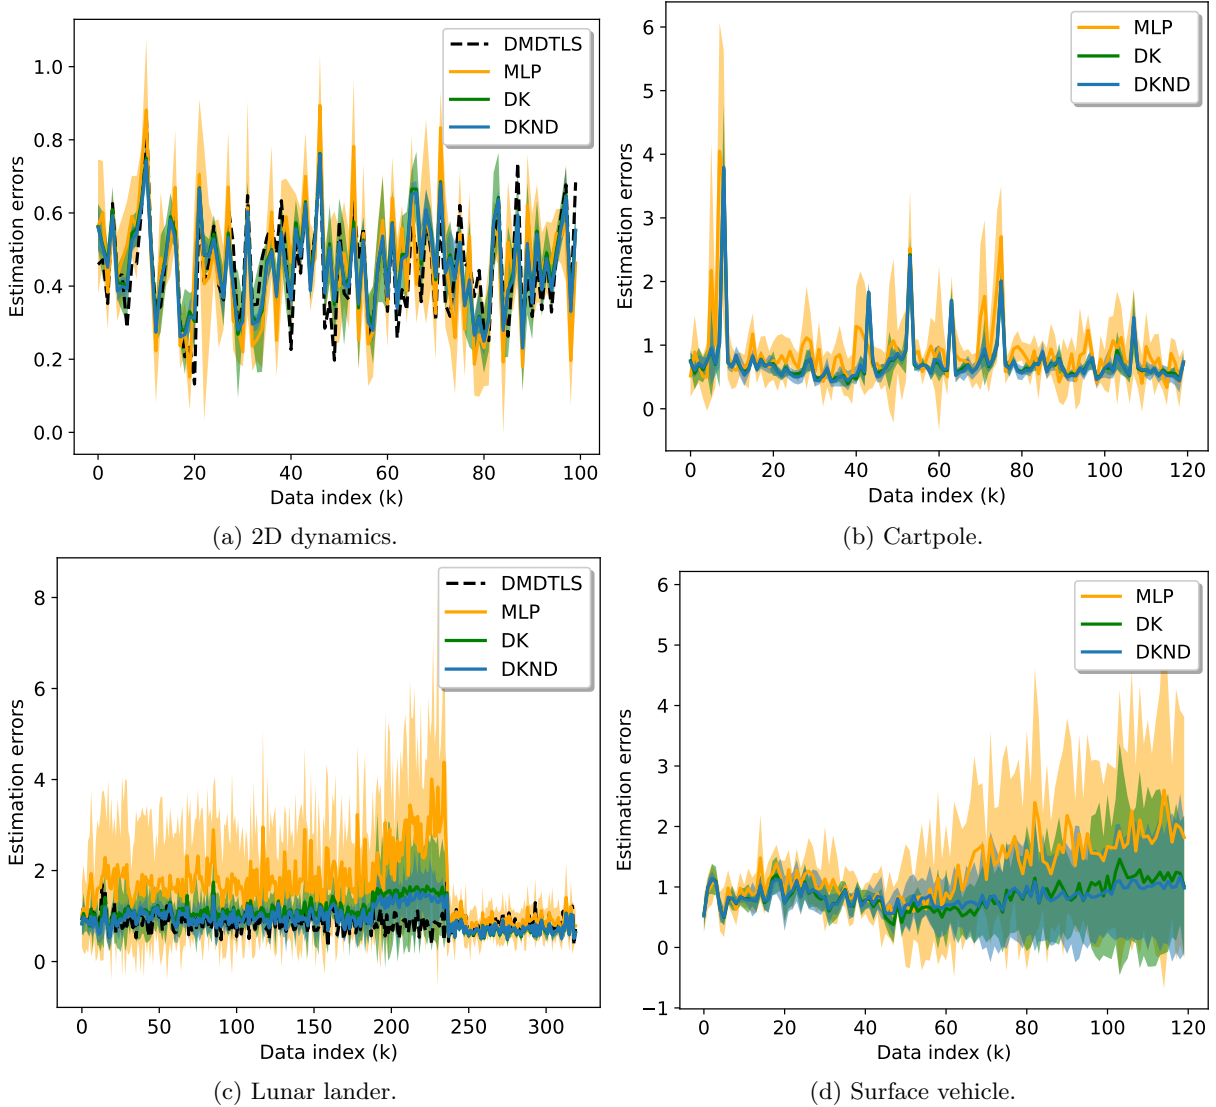 1.0
0.8
0.6
0.4
0.2
0.0
Estimation errors
DMDTLS
MLP
DK
DKND
0 20 40 60 80 100
Data index (k)
(a) 2D dynamics.
6
5
4
3
2
1
0
Estimation errors
MLP
DK
DKND
0 20 40 60 80 100 120
Data index (k)
(b) Cartpole.
8
6
4
2
0
Estimation errors
DMDTLS
MLP
DK
DKND
0 50 100 150 200 250 300
Data index (k)
(c) Lunar lander.
6
5
4
3
2
1
0
−1
Estimation errors
MLP
DK
DKND
0 20 40 60 80 100 120
Data index (k)
(d) Surface vehicle.